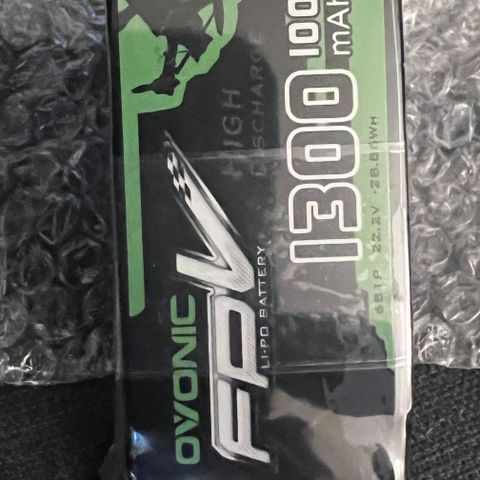 OVONIC
FPV
LI-PO BATTERY
HIGH
DISCHARGE
1300 mAh
100
6S1P 22.2V ·28.86WH